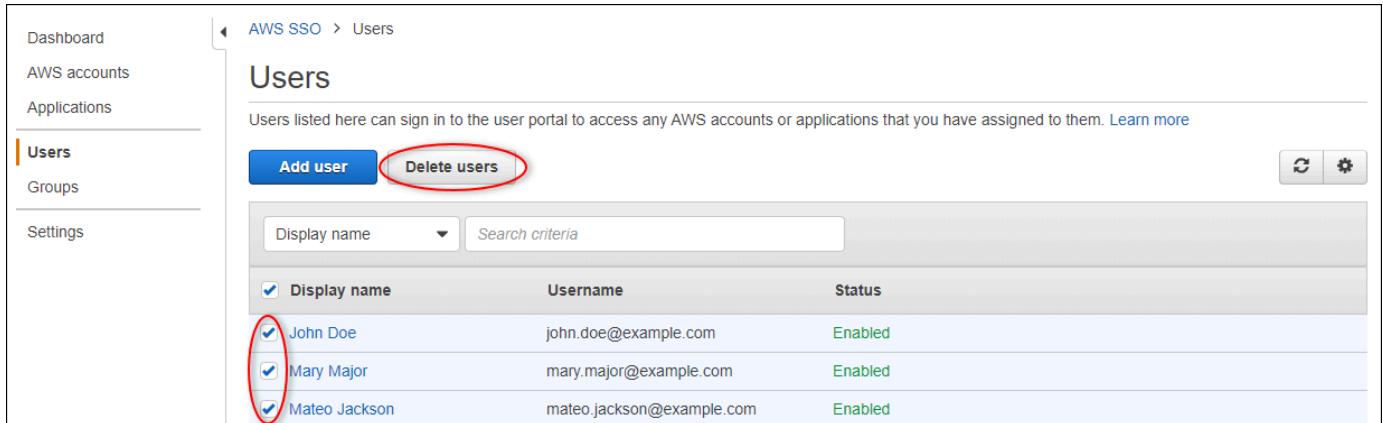 Dashboard
AWS accounts
Applications
Users
Groups
Settings
AWS SSO > Users
Users
Users listed here can sign in to the user portal to access any AWS accounts or applications that you have assigned to them. Learn more
Add user Delete users
Display name Search criteria
Display name Username Status
John Doe john.doe@example.com Enabled
Mary Major mary.major@example.com Enabled
Mateo Jackson mateo.jackson@example.com Enabled